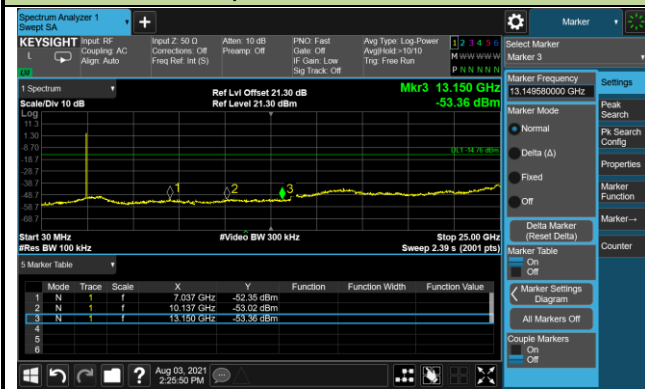 Spectrum Analyzer 1
Swept SA
Marker
KEYSIGHT Input: RF Input Z: 50 Ω Atten: 10 dB PNO: Fast Avg Type: Log-Power 1 2 3 4 5 6
L Coupling: AC Corrections: Off Preamp: Off Gate: Off Avg|Hold:>10/10 M W W W W W
Align: Auto Freq Ref: Int (S) IF Gain: Low Trig: Free Run
Sig Track: Off P N N N N N
Select Marker
Marker 3
Marker Frequency
13.149580000 GHz
Settings
1 Spectrum
Ref Lvl Offset 21.30 dB
Mkr3 13.150 GHz
Scale/Div 10 dB
Ref Level 21.30 dBm
-53.36 dBm
Log
11.3
1.30
-8.70
-18.7
-28.7
-38.7
-48.7
-58.7
-68.7
DL1 -14.76 dBm
1
2
3
Start 30 MHz
#Video BW 300 kHz
Stop 25.00 GHz
#Res BW 100 kHz
Sweep 2.39 s (2001 pts)
Marker Mode
Normal
Delta (Δ)
Fixed
Off
Delta Marker
(Reset Delta)
Marker Table
On
Off
Marker Settings
Diagram
All Markers Off
Couple Markers
On
Off
Peak
Search
Pk Search
Config
Properties
Marker
Function
Marker→
Counter
5 Marker Table
Mode Trace Scale X Y Function Function Width Function Value
1 N 1 f 7.037 GHz -52.35 dBm
2 N 1 f 10.137 GHz -53.02 dBm
3 N 1 f 13.150 GHz -53.36 dBm
4
5
6
?
Aug 03, 2021
2:25:50 PM